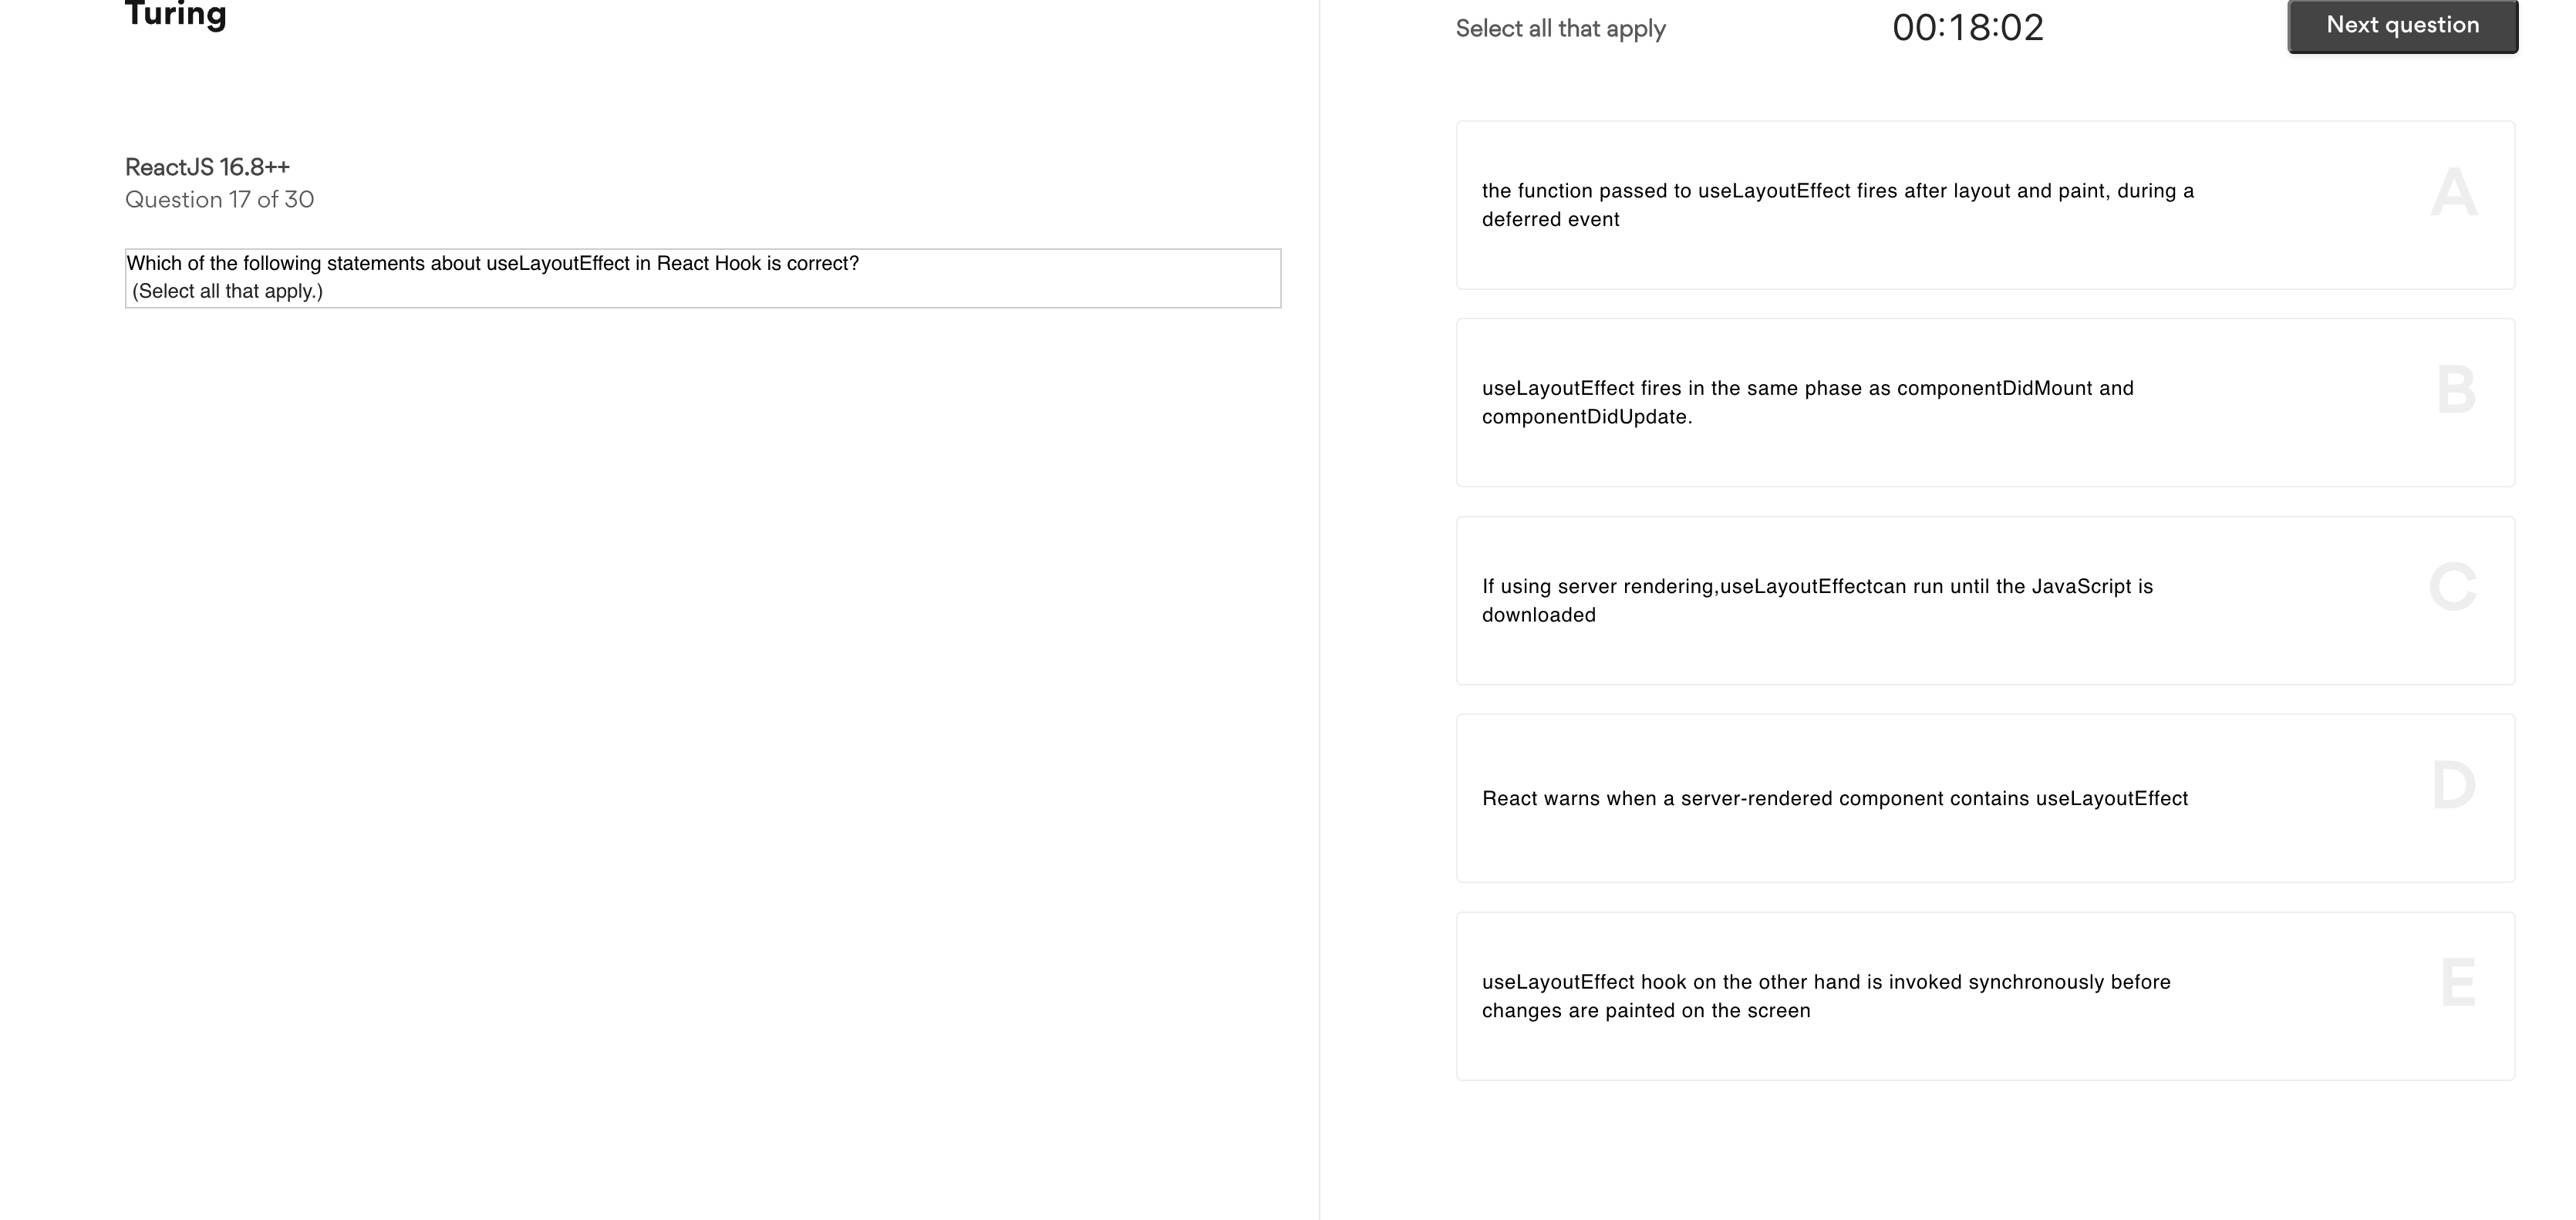 Turing
Select all that apply
00:18:02
Next question
ReactJS 16.8++
Question 17 of 30
Which of the following statements about useLayoutEffect in React Hook is correct?
(Select all that apply.)
the function passed to useLayoutEffect fires after layout and paint, during a
deferred event
A
useLayoutEffect fires in the same phase as componentDidMount and
componentDidUpdate.
B
If using server rendering,useLayoutEffectcan run until the JavaScript is
downloaded
C
React warns when a server-rendered component contains useLayoutEffect
D
useLayoutEffect hook on the other hand is invoked synchronously before
changes are painted on the screen
E